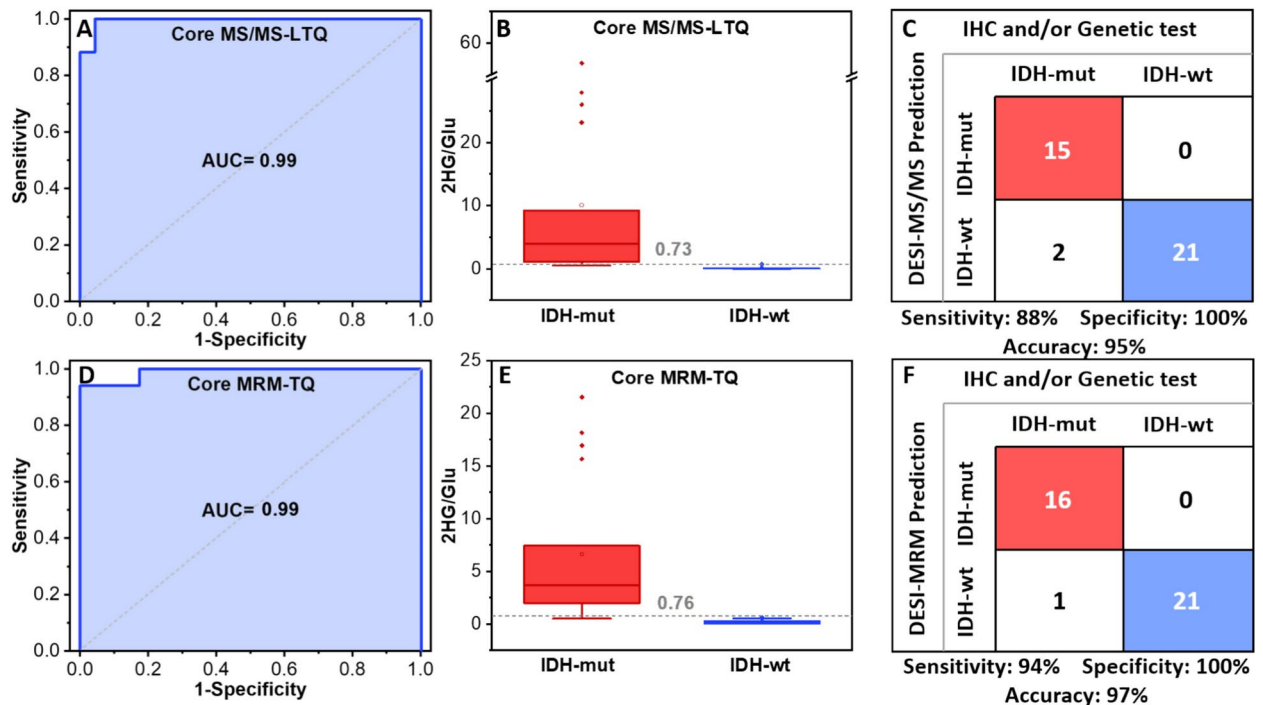 A
Core MS/MS-LTQ
AUC= 0.99
Sensitivity
1.0
0.8
0.6
0.4
0.2
0.0
0.0 0.2 0.4 0.6 0.8 1.0
1-Specificity
B
Core MS/MS-LTQ
2HG/Glu
60
20
10
0
0.73
IDH-mut IDH-wt
C
IHC and/or Genetic test
IDH-mut IDH-wt
DESI-MS/MS Prediction
IDH-mut
15 0
IDH-wt
2 21
Sensitivity: 88% Specificity: 100%
Accuracy: 95%
D
Core MRM-TQ
AUC= 0.99
Sensitivity
1.0
0.8
0.6
0.4
0.2
0.0
0.0 0.2 0.4 0.6 0.8 1.0
1-Specificity
E
Core MRM-TQ
2HG/Glu
25
20
15
10
5
0
0.76
IDH-mut IDH-wt
F
IHC and/or Genetic test
IDH-mut IDH-wt
DESI-MRM Prediction
IDH-mut
16 0
IDH-wt
1 21
Sensitivity: 94% Specificity: 100%
Accuracy: 97%